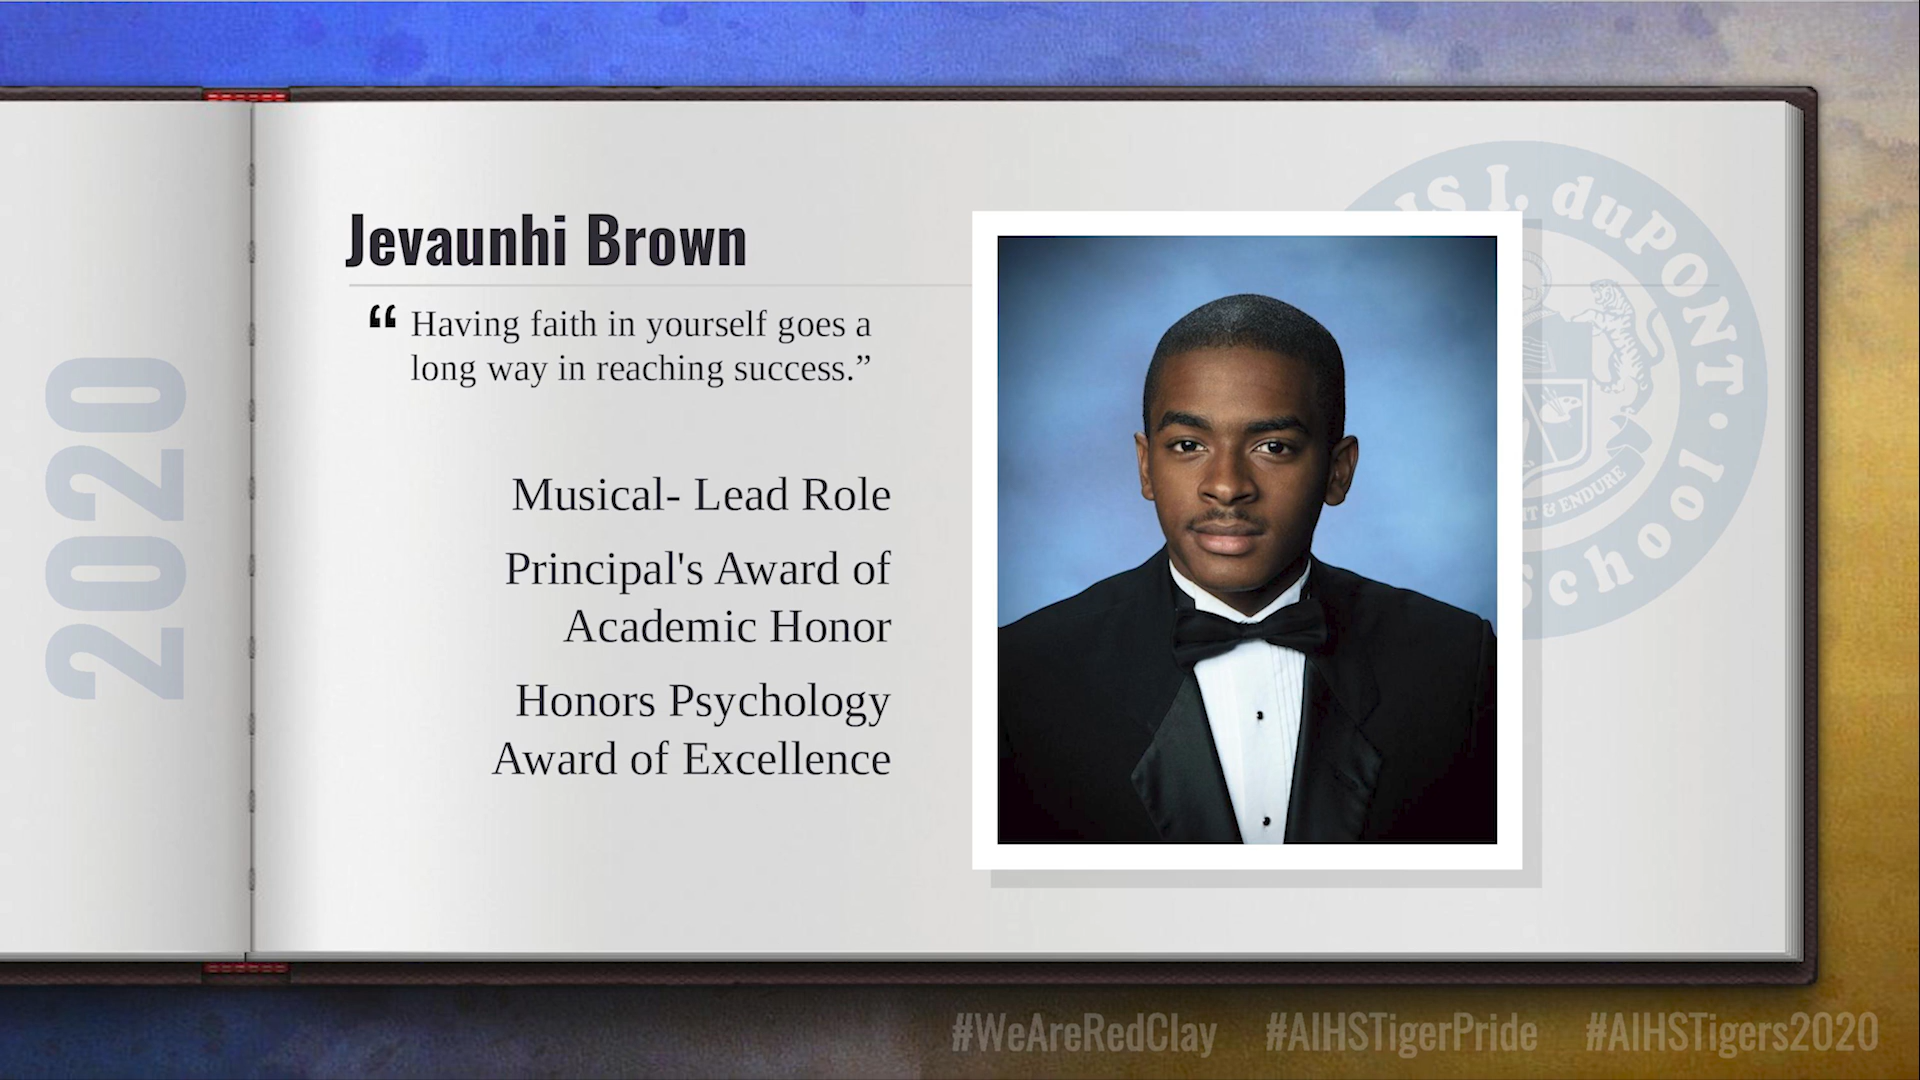 2020
Jevaunhi Brown
“ Having faith in yourself goes a
long way in reaching success.”
Musical- Lead Role
Principal's Award of
Academic Honor
Honors Psychology
Award of Excellence
S I. duPONT · School
& ENDURE
#WeAreRedClay #AIHSTigerPride #AIHSTigers2020